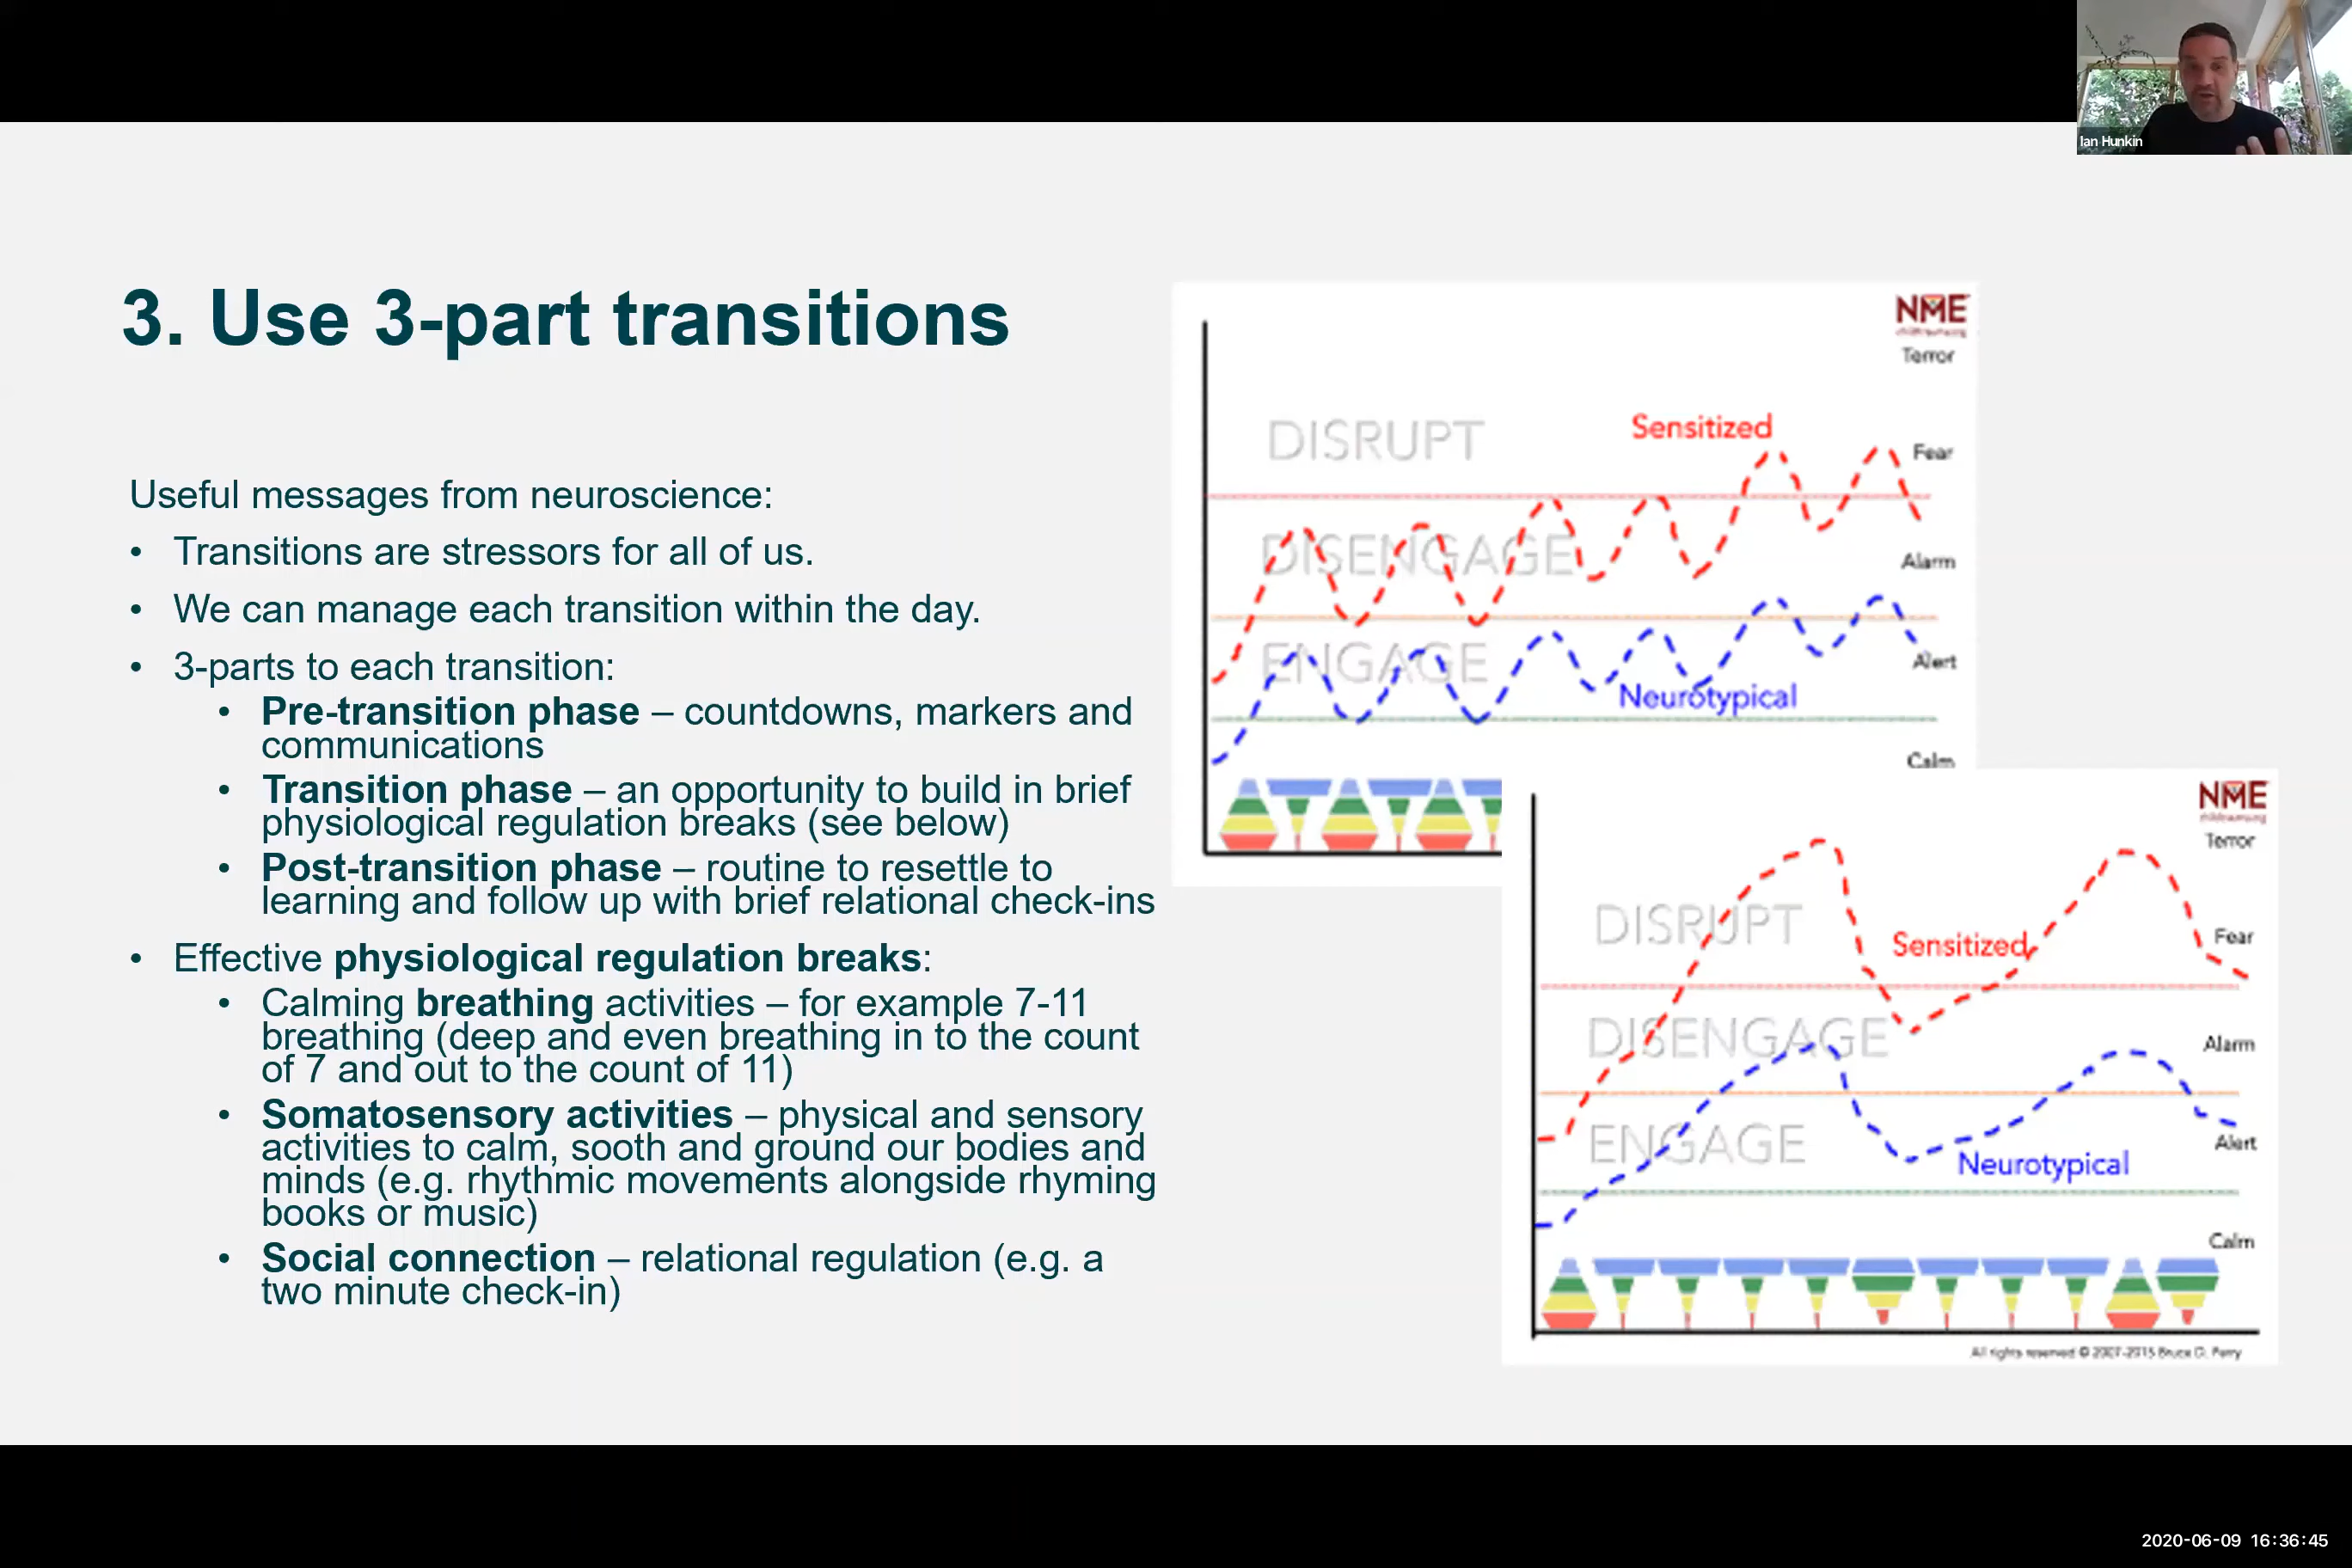 Ian Hunkin
3. Use 3-part transitions
Useful messages from neuroscience:
• Transitions are stressors for all of us.
• We can manage each transition within the day.
• 3-parts to each transition:
• Pre-transition phase – countdowns, markers and
communications
• Transition phase – an opportunity to build in brief
physiological regulation breaks (see below)
• Post-transition phase – routine to resettle to
learning and follow up with brief relational check-ins
• Effective physiological regulation breaks:
• Calming breathing activities – for example 7-11
breathing (deep and even breathing in to the count
of 7 and out to the count of 11)
• Somatosensory activities – physical and sensory
activities to calm, sooth and ground our bodies and
minds (e.g. rhythmic movements alongside rhyming
books or music)
• Social connection – relational regulation (e.g. a
two minute check-in)
NME
Terror
DISRUPT
Sensitized
Fear
DISENGAGE
Alarm
ENGAGE
Alert
Neurotypical
Calm
NME
Terror
DISRUPT
Sensitized
Fear
DISENGAGE
Alarm
ENGAGE
Alert
Neurotypical
Calm
All rights reserved © 2007-2015 Bruce D. Perry
2020-06-09 16:36:45